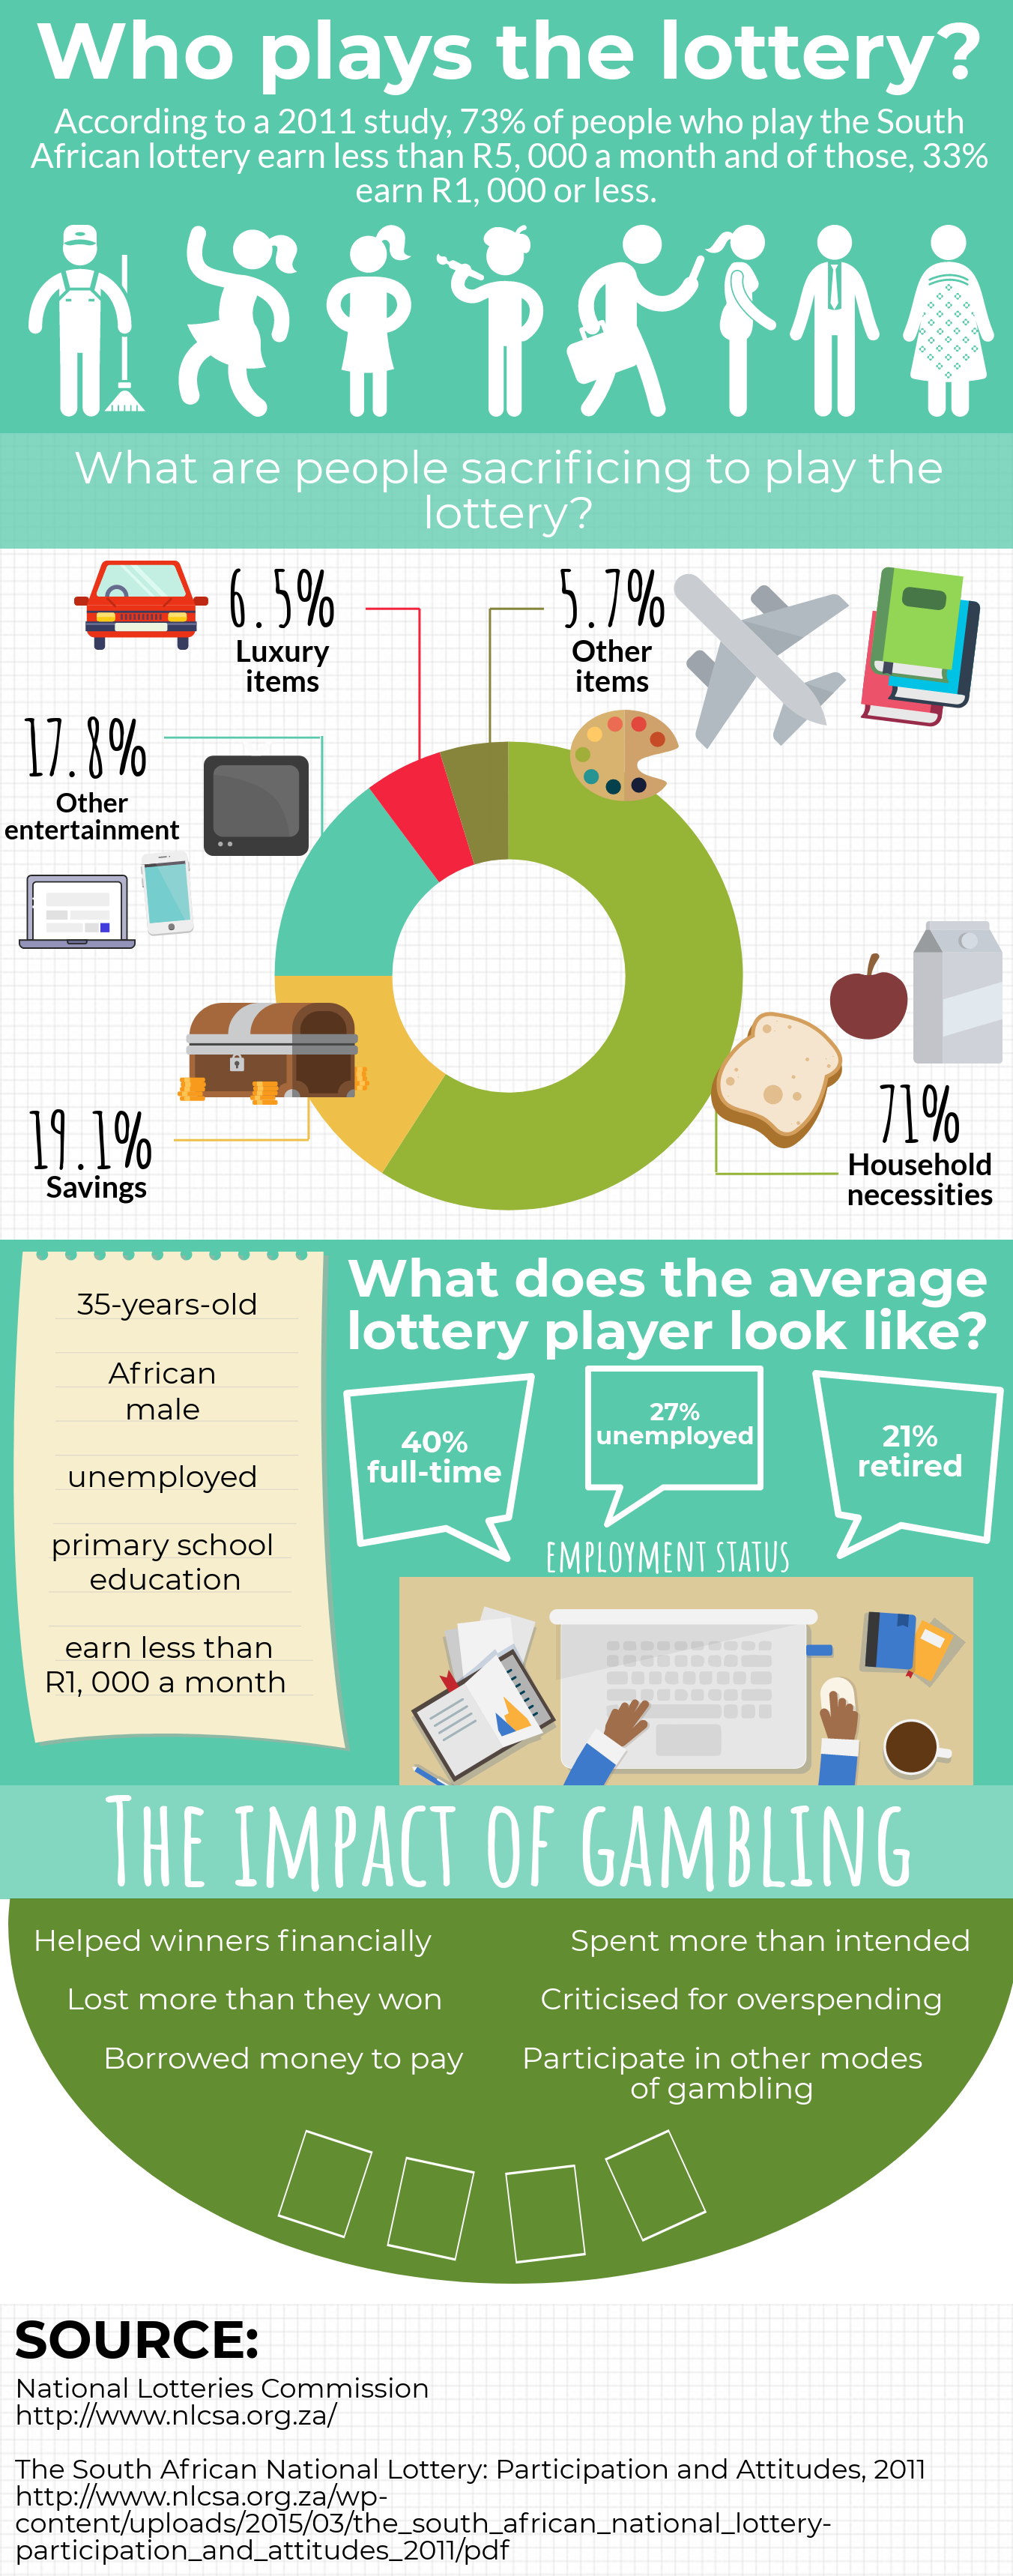 Who plays the lottery?
According to a 2011 study, 73% of people who play the South
African lottery earn less than R5, 000 a month and of those, 33%
earn R1, 000 or less.
What are people sacrificing to play the
lottery?
6.5%
Luxury
items
5.7%
Other
items
17.8%
Other
entertainment
19.1%
Savings
71%
Household
necessities
35-years-old
African
male
unemployed
primary school
education
earn less than
R1, 000 a month
What does the average
lottery player look like?
40%
full-time
27%
unemployed
21%
retired
EMPLOYMENT STATUS
THE IMPACT OF GAMBLING
Helped winners financially
Lost more than they won
Borrowed money to pay
Spent more than intended
Criticised for overspending
Participate in other modes
of gambling
SOURCE:
National Lotteries Commission
http://www.nlcsa.org.za/
The South African National Lottery: Participation and Attitudes, 2011
http://www.nlcsa.org.za/wp-
content/uploads/2015/03/the_south_african_national_lottery-
participation_and_attitudes_2011/pdf